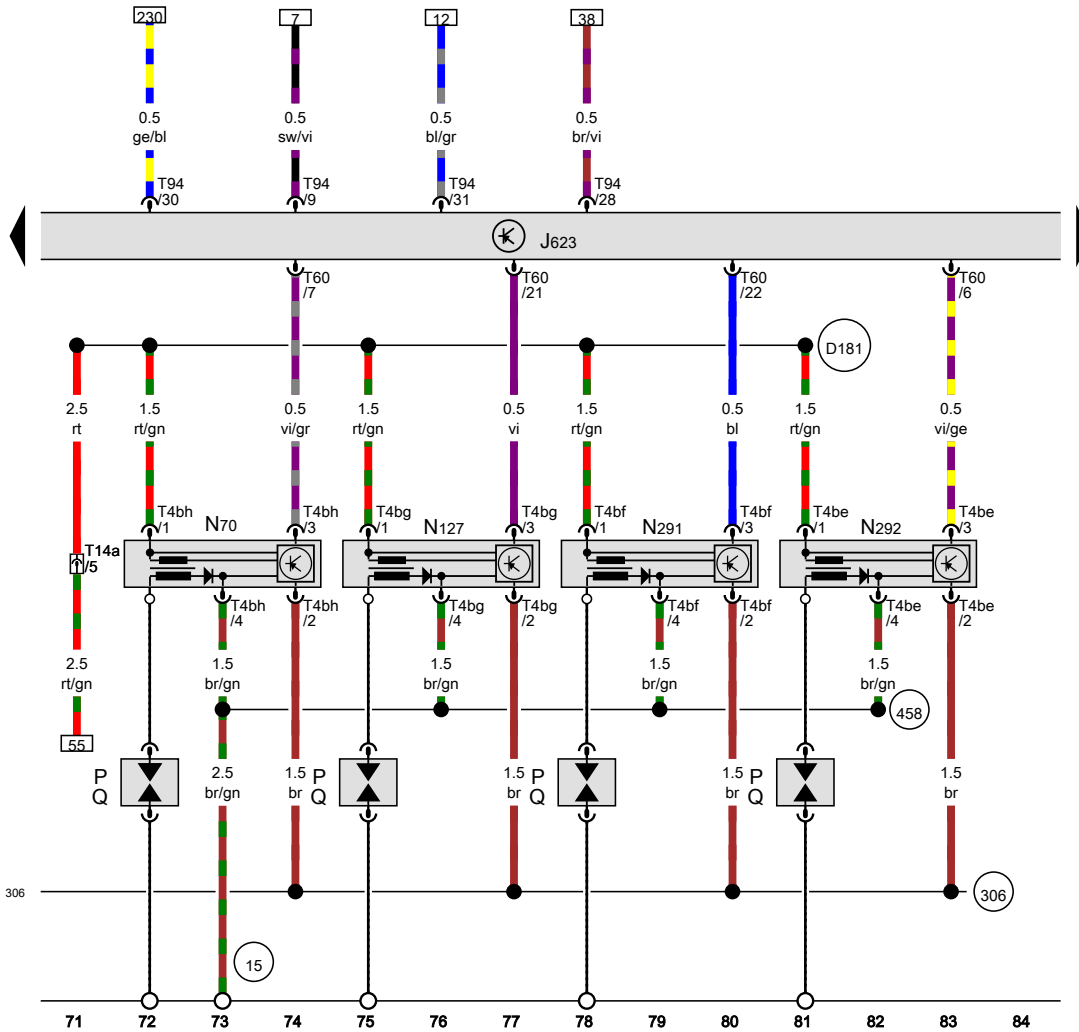 230 7 12 38
0.5 0.5 0.5 0.5
ge/bl sw/vi bl/gr br/vi
T94 T94 T94 T94
/30 /9 /31 /28
J623
T60 T60 T60 T60
/7 /21 /22 /6
D181
2.5 1.5 0.5 1.5 0.5 1.5 0.5 1.5 0.5
rt rt/gn vi/gr rt/gn vi rt/gn bl rt/gn vi/ge
T4bh N70 T4bh T4bg N127 T4bg T4bf N291 T4bf T4be N292 T4be
/1 /3 /1 /3 /1 /3 /1 /3
T14a
/5
T4bh T4bh T4bg T4bg T4bf T4bf T4be T4be
/4 /2 /4 /2 /4 /2 /4 /2
2.5 1.5 1.5 1.5 1.5
rt/gn br/gn br/gn br/gn br/gn
458
55
P 2.5 1.5 P 1.5 P 1.5 P 1.5
Q br/gn br Q br Q br Q br
306 306
15
71 72 73 74 75 76 77 78 79 80 81 82 83 84